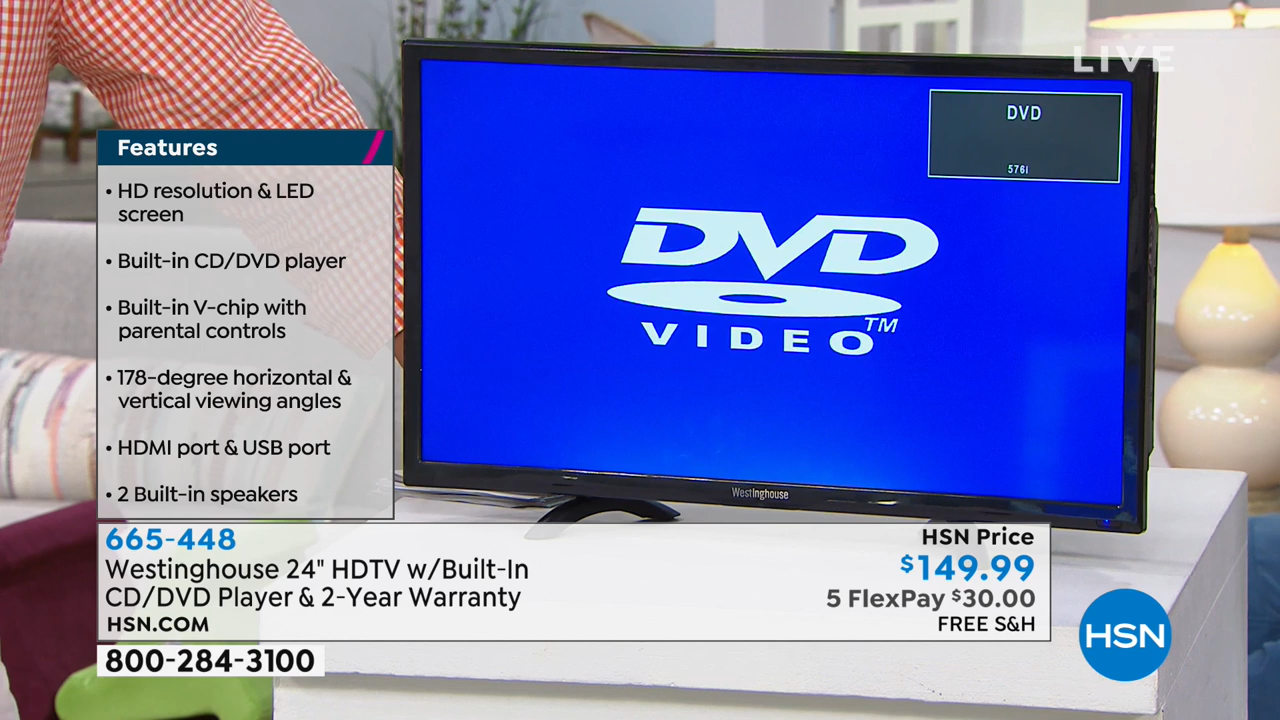 LIVE
DVD
576i
DVD
VIDEO™
Westinghouse
Features
• HD resolution & LED
screen
• Built-in CD/DVD player
• Built-in V-chip with
parental controls
• 178-degree horizontal &
vertical viewing angles
• HDMI port & USB port
• 2 Built-in speakers
665-448
Westinghouse 24" HDTV w/Built-In
CD/DVD Player & 2-Year Warranty
HSN.COM
HSN Price
$149.99
5 FlexPay $30.00
FREE S&H
800-284-3100
HSN